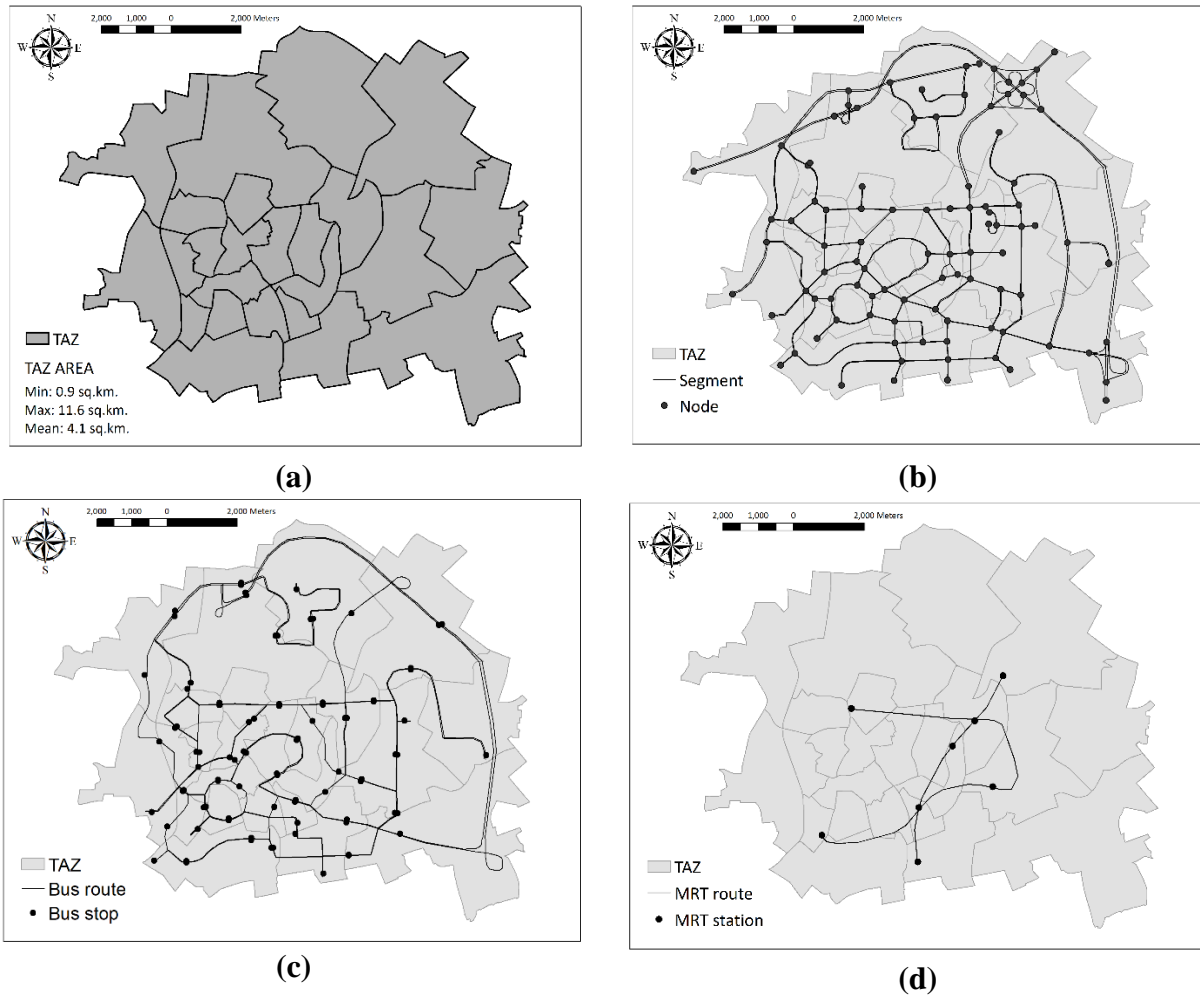 2,000 1,000 0 2,000 Meters
N
W E
S
TAZ
TAZ AREA
Min: 0.9 sq.km.
Max: 11.6 sq.km.
Mean: 4.1 sq.km.
(a)
2,000 1,000 0 2,000 Meters
N
W E
S
TAZ
Segment
Node
(b)
2,000 1,000 0 2,000 Meters
N
W E
S
TAZ
Bus route
Bus stop
(c)
2,000 1,000 0 2,000 Meters
N
W E
S
TAZ
MRT route
MRT station
(d)